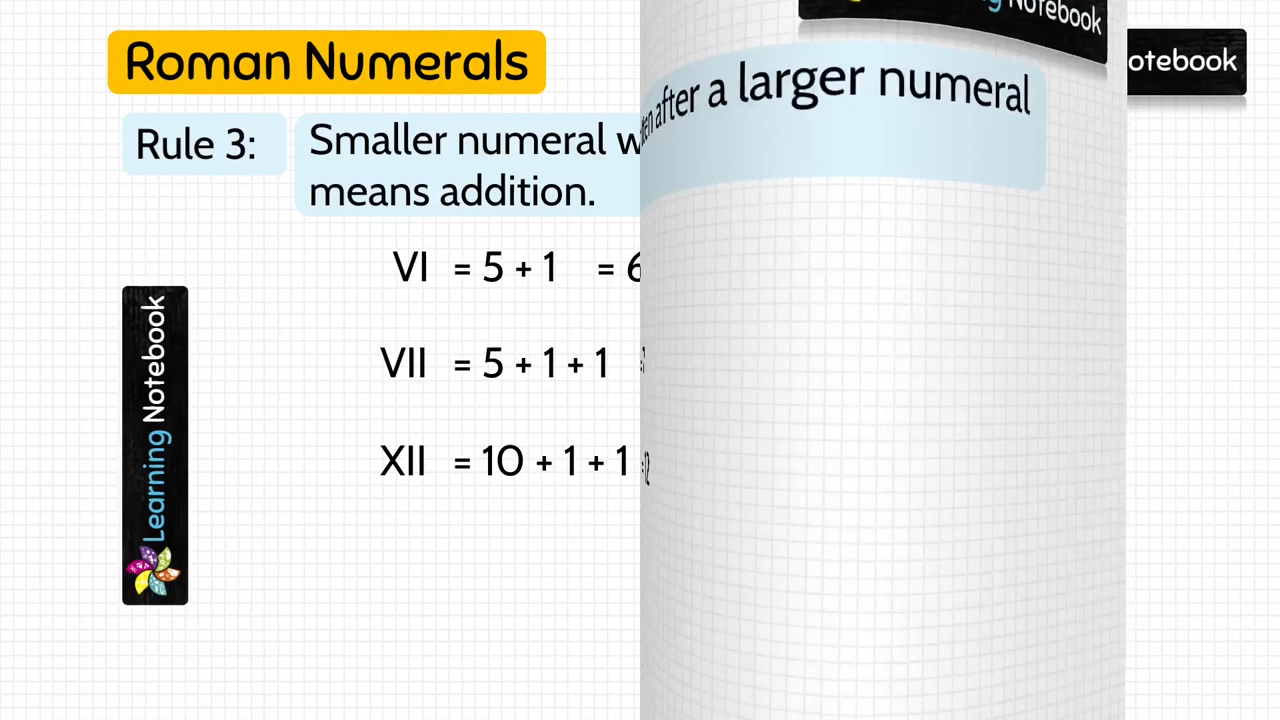 Roman Numerals
Rule 3: Smaller numeral after a larger numeral
means addition.
VI = 5 + 1 = 6
VII = 5 + 1 + 1
XII = 10 + 1 + 1 = 12
Learning Notebook
Notebook
otebook